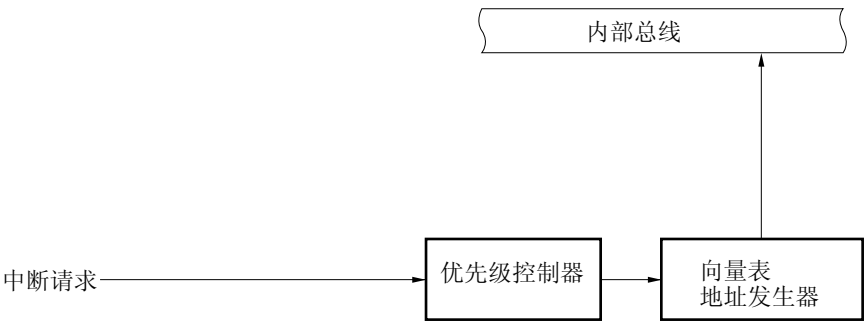 内部总线
中断请求
优先级控制器
向量表
地址发生器